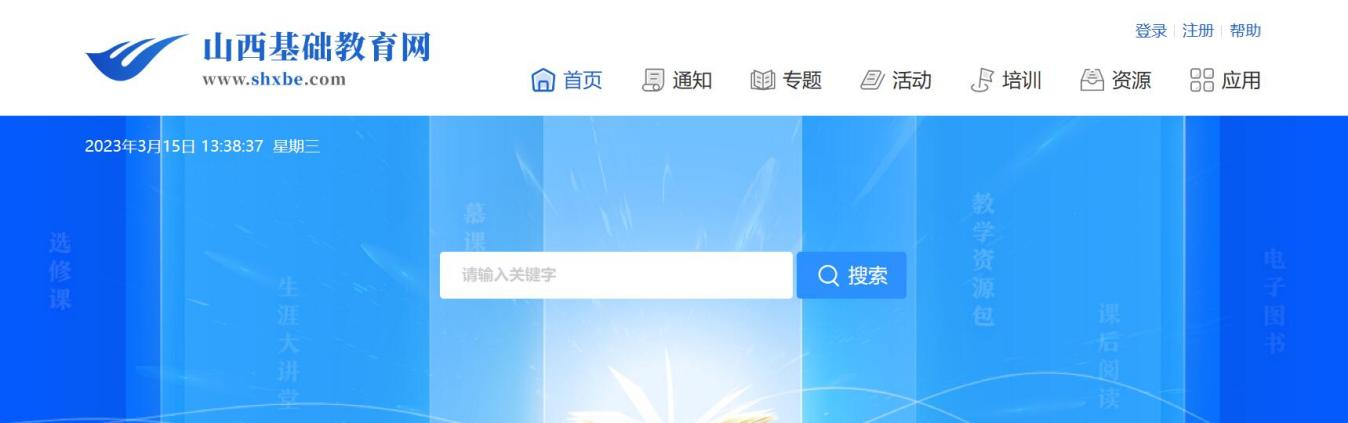 登录 注册 帮助
山西基础教育网
www.shxbe.com
首页 通知 专题 活动 培训 资源 应用
2023年3月15日 13:38:37 星期三
选修课
生涯大讲堂
慕课
请输入关键字
搜索
教学资源包
课后阅读
电子图书